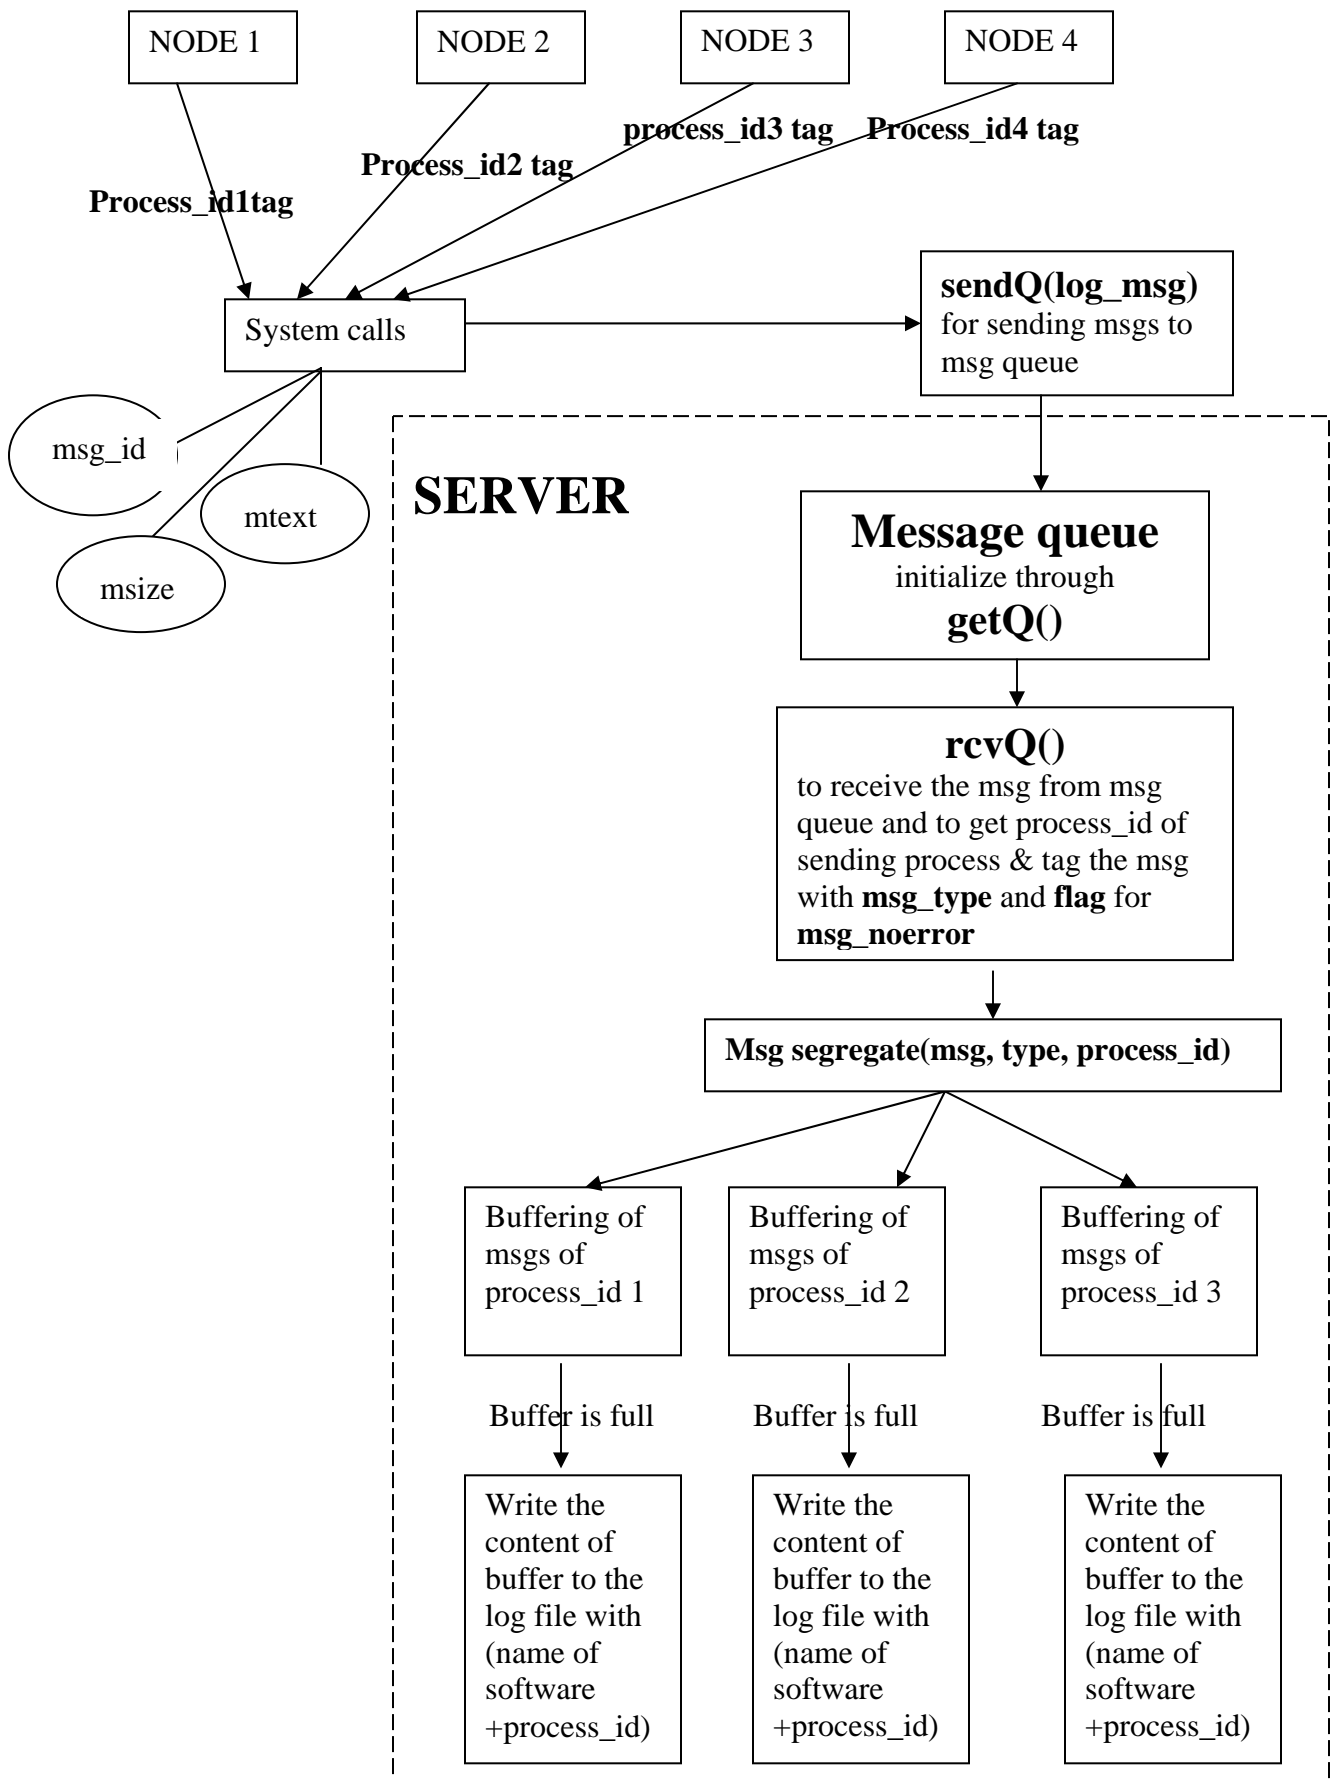 NODE 1
NODE 2
NODE 3
NODE 4
process_id3 tag
Process_id4 tag
Process_id2 tag
Process_id1tag
sendQ(log_msg)
for sending msgs to
msg queue
System calls
msg_id
mtext
msize
SERVER
Message queue
initialize through
getQ()
rcvQ()
to receive the msg from msg
queue and to get process_id of
sending process & tag the msg
with msg_type and flag for
msg_noerror
Msg segregate(msg, type, process_id)
Buffering of
msgs of
process_id 1
Buffering of
msgs of
process_id 2
Buffering of
msgs of
process_id 3
Buffer is full
Buffer is full
Buffer is full
Write the
content of
buffer to the
log file with
(name of
software
+process_id)
Write the
content of
buffer to the
log file with
(name of
software
+process_id)
Write the
content of
buffer to the
log file with
(name of
software
+process_id)